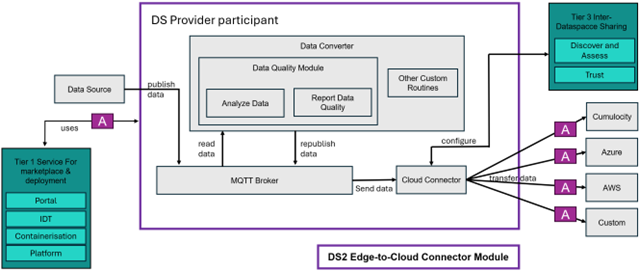 DS Provider participant
Tier 3 Inter-
Dataspacce Sharing
Discover and
Assess
Trust
Data Converter
Data Quality Module
Analyze Data
Report Data
Quality
Other Custom
Routines
Data Source
publish
data
A
uses
read
data
republish
data
configure
Tier 1 Service For
marketplace &
deployment
Portal
IDT
Containerisation
Platform
MQTT Broker
Send data
Cloud Connector
transfer data
A
Cumulocity
A
Azure
A
AWS
A
Custom
DS2 Edge-to-Cloud Connector Module